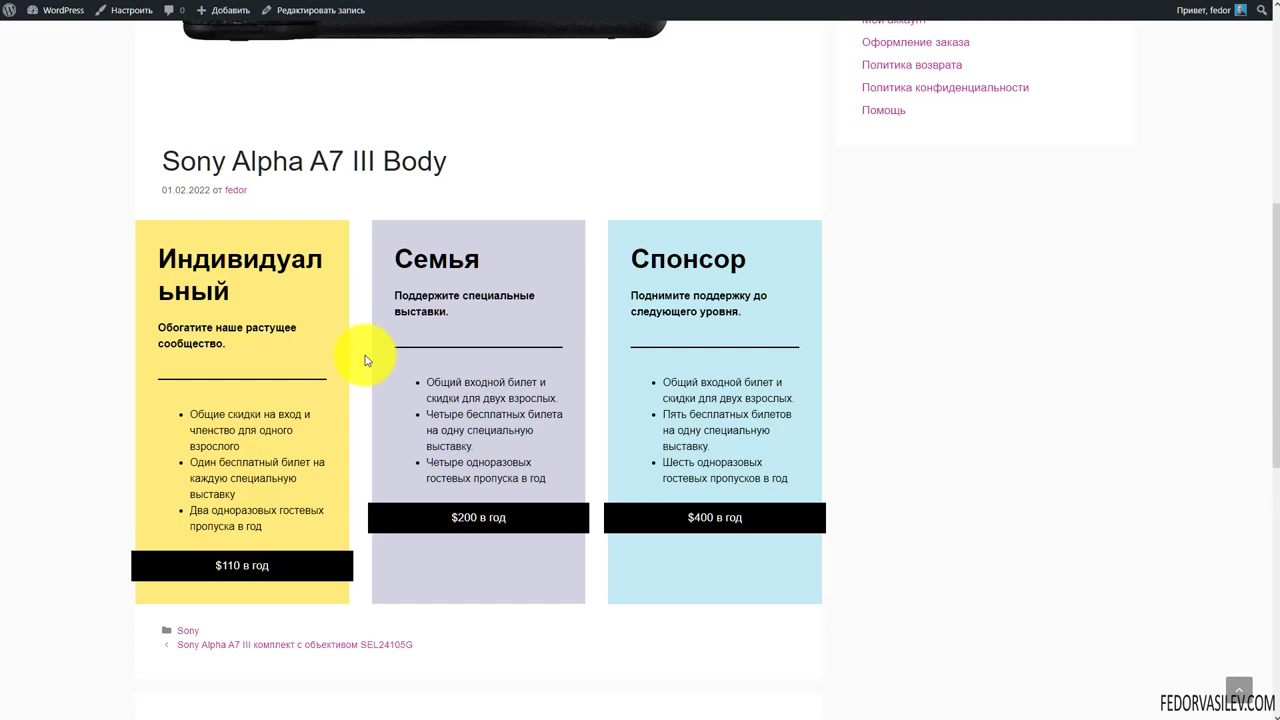 WordPress Настроить 0 Добавить Редактировать запись Привет, fedor
Мой аккаунт
Оформление заказа
Политика возврата
Политика конфиденциальности
Помощь
Sony Alpha A7 III Body
01.02.2022 от fedor
Индивидуал
ьный
Обогатите наше растущее
сообщество.
Общие скидки на вход и
членство для одного
взрослого
Один бесплатный билет на
каждую специальную
выставку
Два одноразовых гостевых
пропуска в год
$110 в год
Семья
Поддержите специальные
выставки.
Общий входной билет и
скидки для двух взрослых.
Четыре бесплатных билета
на одну специальную
выставку.
Четыре одноразовых
гостевых пропуска в год
$200 в год
Спонсор
Поднимите поддержку до
следующего уровня.
Общий входной билет и
скидки для двух взрослых.
Пять бесплатных билетов
на одну специальную
выставку.
Шесть одноразовых
гостевых пропусков в год
$400 в год
Sony
Sony Alpha A7 III комплект с объективом SEL24105G
FEDORVASILEV.COM